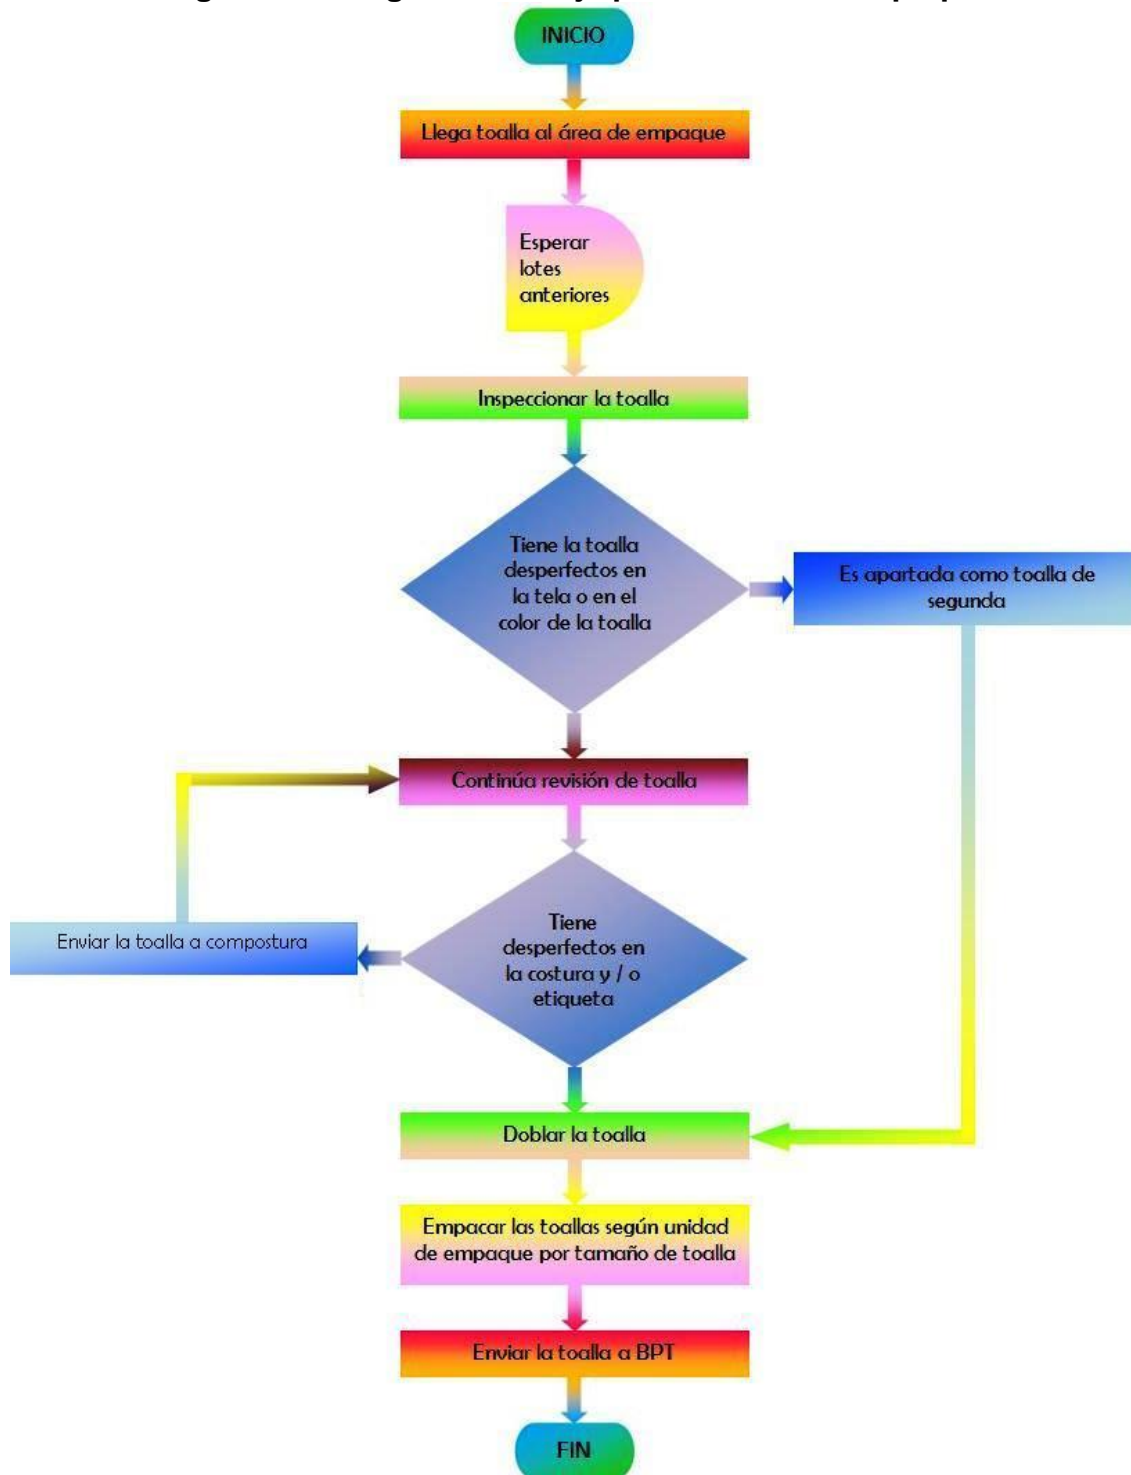 INICIO
Llega toalla al área de empaque
Esperar
lotes
anteriores
Inspeccionar la toalla
Tiene la toalla
desperfectos en
la tela o en el
color de la toalla
Es apartada como toalla de
segunda
Continúa revisión de toalla
Tiene
desperfectos en
la costura y / o
etiqueta
Enviar la toalla a compostura
Doblar la toalla
Empacar las toallas según unidad
de empaque por tamaño de toalla
Enviar la toalla a BPT
FIN